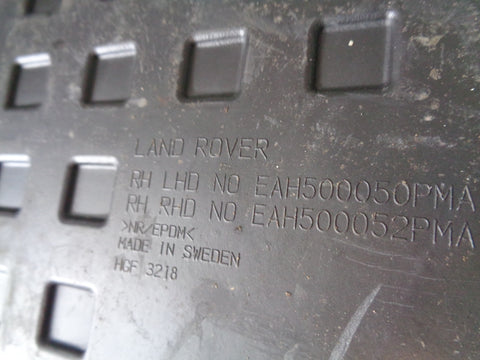 LAND ROVER
RH LHD NO EAH500050PMA
RH RHD NO EAH500052PMA
>NR/EPDM<
MADE IN SWEDEN
HGF 3218